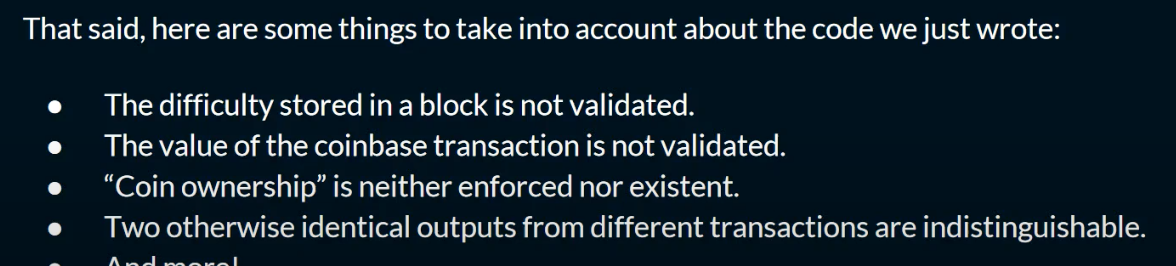 That said, here are some things to take into account about the code we just wrote:
● The difficulty stored in a block is not validated.
● The value of the coinbase transaction is not validated.
● “Coin ownership” is neither enforced nor existent.
● Two otherwise identical outputs from different transactions are indistinguishable.
● And more!